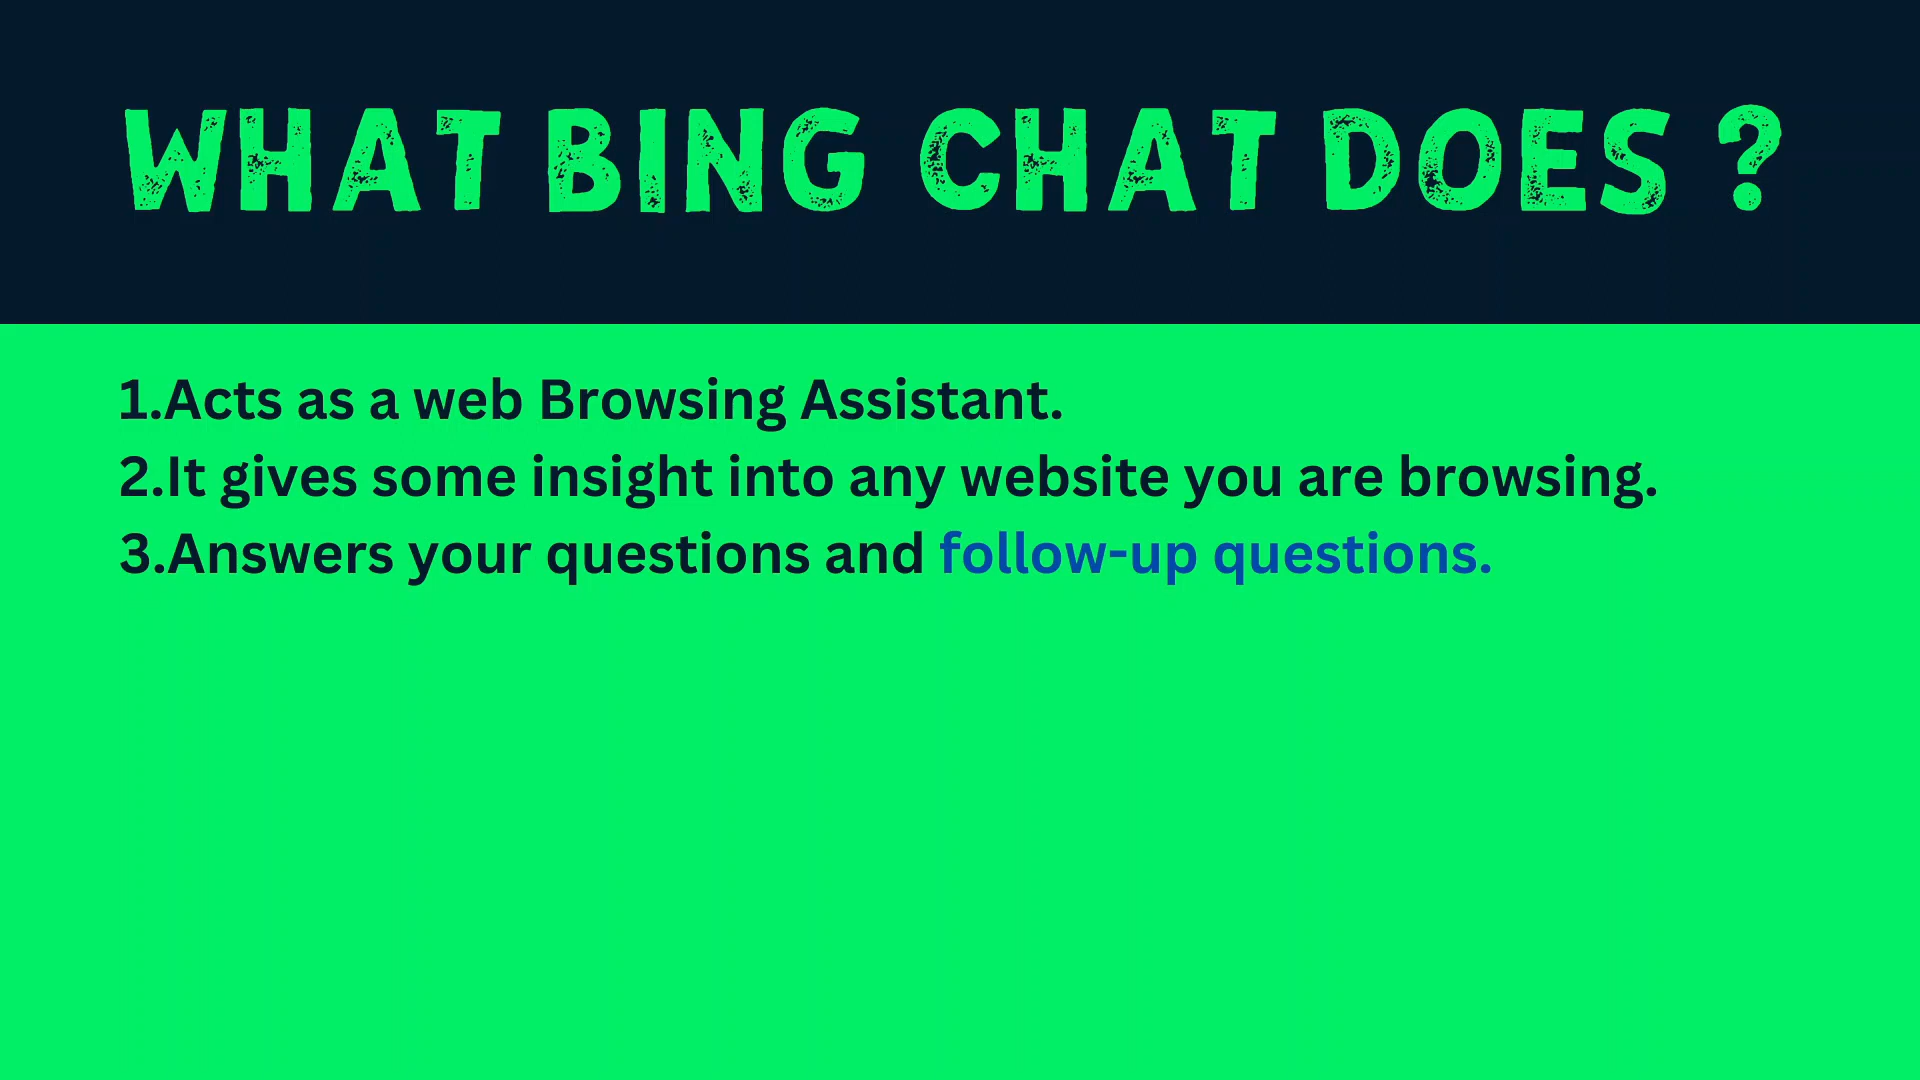 WHAT BING CHAT DOES ?
1.Acts as a web Browsing Assistant.
2.It gives some insight into any website you are browsing.
3.Answers your questions and follow-up questions.